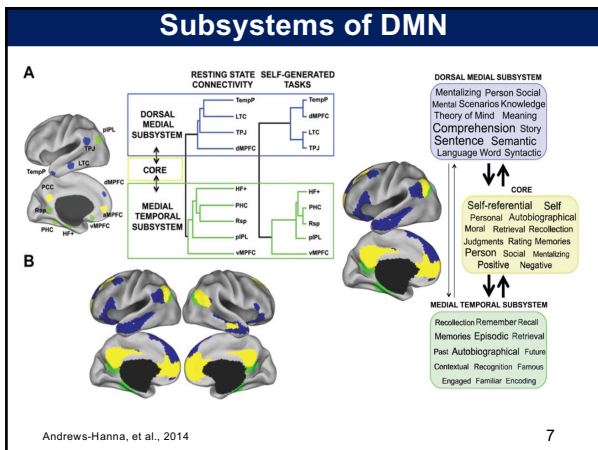 Subsystems of DMN
A
RESTING STATE CONNECTIVITY
SELF-GENERATED TASKS
pIPL
TPJ
LTC
TempP
dMPFC
PCC
Rsp
aMPFC
PHC
HF+
vMPFC
DORSAL MEDIAL SUBSYSTEM
CORE
MEDIAL TEMPORAL SUBSYSTEM
TempP
LTC
TPJ
dMPFC
HF+
PHC
Rsp
pIPL
vMPFC
TempP
dMPFC
LTC
TPJ
HF+
PHC
Rsp
pIPL
vMPFC
B
DORSAL MEDIAL SUBSYSTEM
Mentalizing Person Social
Mental Scenarios Knowledge
Theory of Mind Meaning
Comprehension Story
Sentence Semantic
Language Word Syntactic
CORE
Self-referential Self
Personal Autobiographical
Moral Retrieval Recollection
Judgments Rating Memories
Person Social Mentalizing
Positive Negative
MEDIAL TEMPORAL SUBSYSTEM
Recollection Remember Recall
Memories Episodic Retrieval
Past Autobiographical Future
Contextual Recognition Famous
Engaged Familiar Encoding
Andrews-Hanna, et al., 2014
7